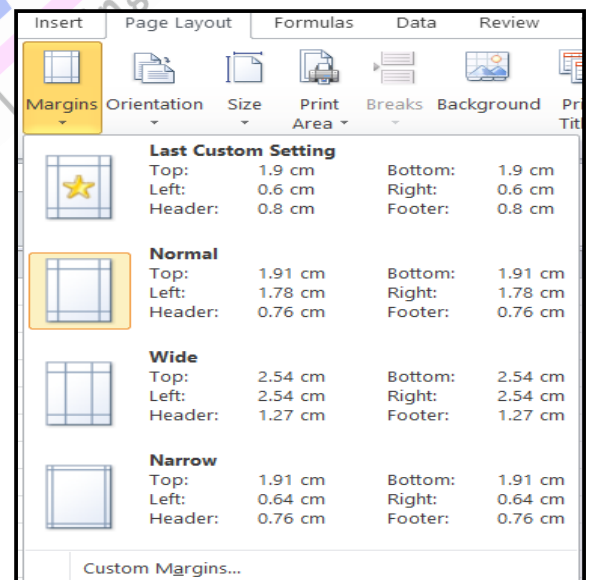 Insert Page Layout Formulas Data Review
Margins Orientation Size Print Breaks Background
Area
Last Custom Setting
Top: 1.9 cm Bottom: 1.9 cm
Left: 0.6 cm Right: 0.6 cm
Header: 0.8 cm Footer: 0.8 cm
Normal
Top: 1.91 cm Bottom: 1.91 cm
Left: 1.78 cm Right: 1.78 cm
Header: 0.76 cm Footer: 0.76 cm
Wide
Top: 2.54 cm Bottom: 2.54 cm
Left: 2.54 cm Right: 2.54 cm
Header: 1.27 cm Footer: 1.27 cm
Narrow
Top: 1.91 cm Bottom: 1.91 cm
Left: 0.64 cm Right: 0.64 cm
Header: 0.76 cm Footer: 0.76 cm
Custom Margins...